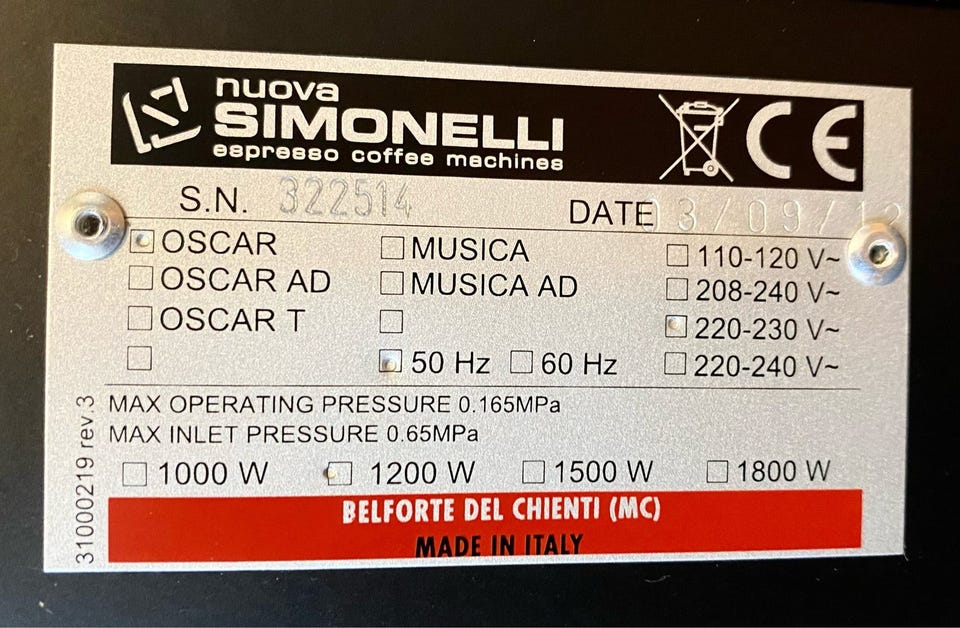 nuova
SIMONELLI
espresso coffee machines
CE
S.N. 322514 DATE 03/09/12
OSCAR MUSICA 110-120 V~
OSCAR AD MUSICA AD 208-240 V~
OSCAR T 220-230 V~
50 Hz 60 Hz 220-240 V~
MAX OPERATING PRESSURE 0.165MPa
MAX INLET PRESSURE 0.65MPa
1000 W 1200 W 1500 W 1800 W
BELFORTE DEL CHIENTI (MC)
MADE IN ITALY
31000219 rev.3